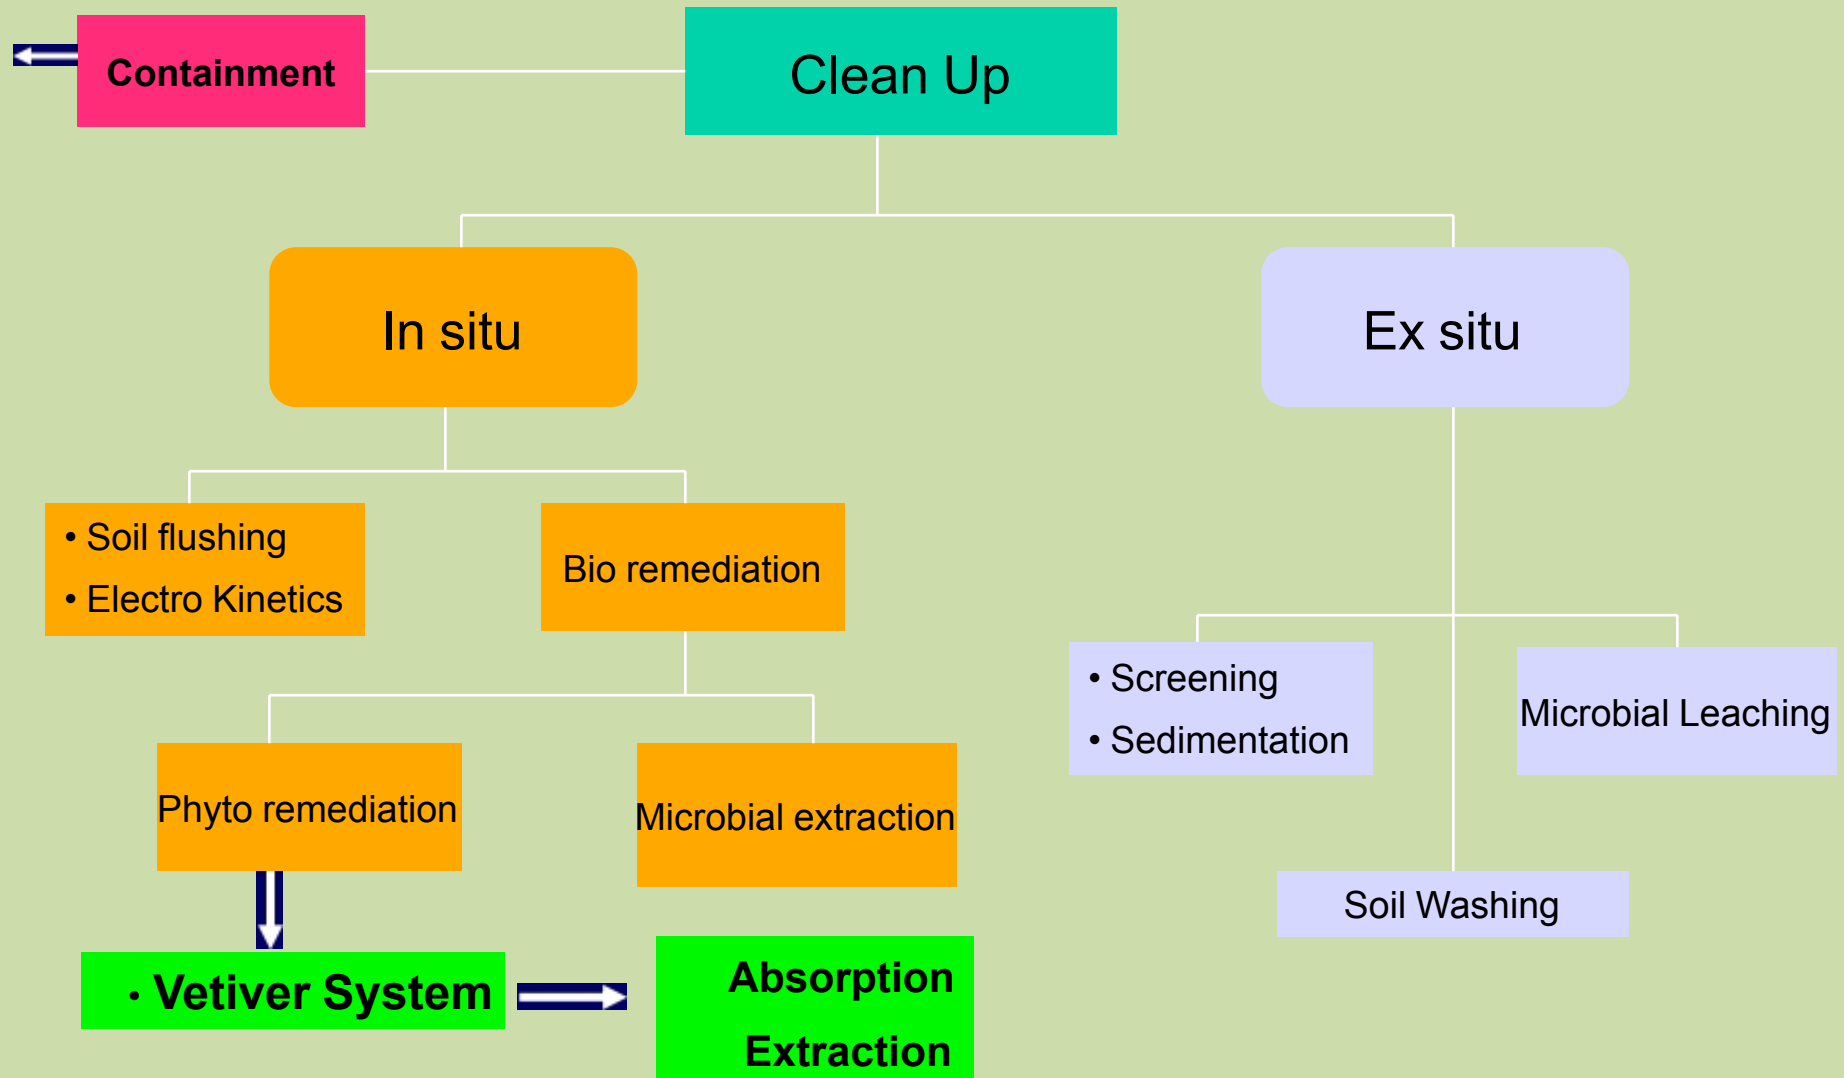 Containment
Clean Up
In situ
Ex situ
• Soil flushing
• Electro Kinetics
Bio remediation
• Screening
• Sedimentation
Microbial Leaching
Phyto remediation
Microbial extraction
Soil Washing
• Vetiver System
Absorption
Extraction